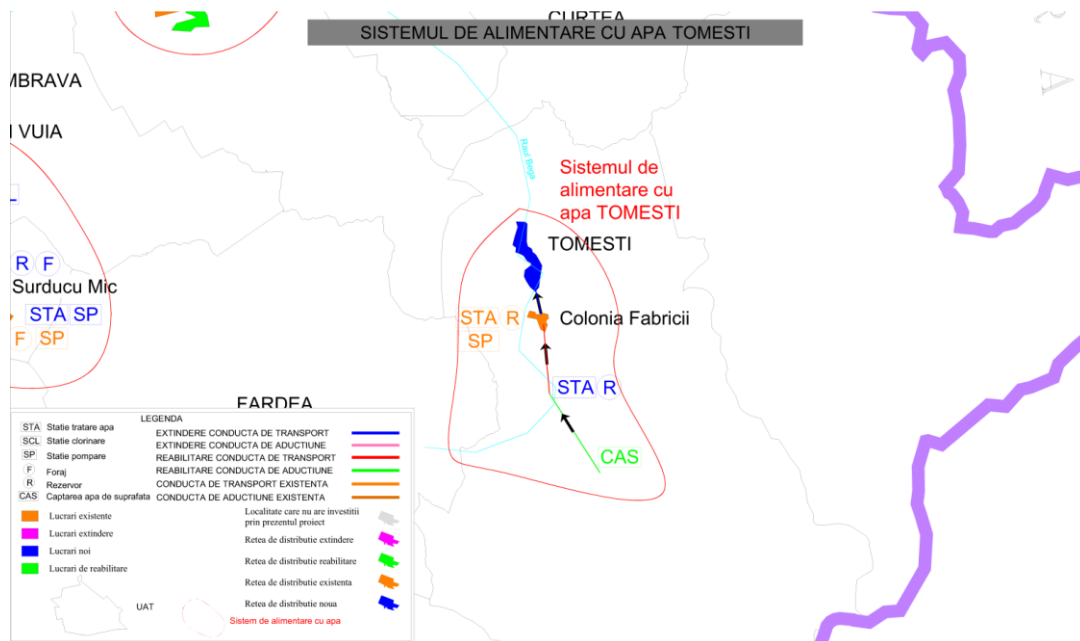 CURTEA
SISTEMUL DE ALIMENTARE CU APA TOMESTI
MBRAVA
I VUIA
A
Raul Bega
Sistemul de
alimentare cu
apa TOMESTI
TOMESTI
L
R F
Surducu Mic
STA SP
F SP
STA R
SP
Colonia Fabricii
STA R
FARDEA
CAS
LEGENDA
STA Statie tratare apa
SCL Statie clorinare
SP Statie pompare
F Foraj
R Rezervor
CAS Captarea apa de suprafata
EXTINDERE CONDUCTA DE TRANSPORT
EXTINDERE CONDUCTA DE ADUCTIUNE
REABILITARE CONDUCTA DE TRANSPORT
REABILITARE CONDUCTA DE ADUCTIUNE
CONDUCTA DE TRANSPORT EXISTENTA
CONDUCTA DE ADUCTIUNE EXISTENTA
Lucrari existente
Lucrari extindere
Lucrari noi
Lucrari de reabilitare
Localitate care nu are investitii
prin prezentul proiect
Retea de distributie extindere
Retea de distributie reabilitare
Retea de distributie existenta
Retea de distributie noua
UAT
Sistem de alimentare cu apa